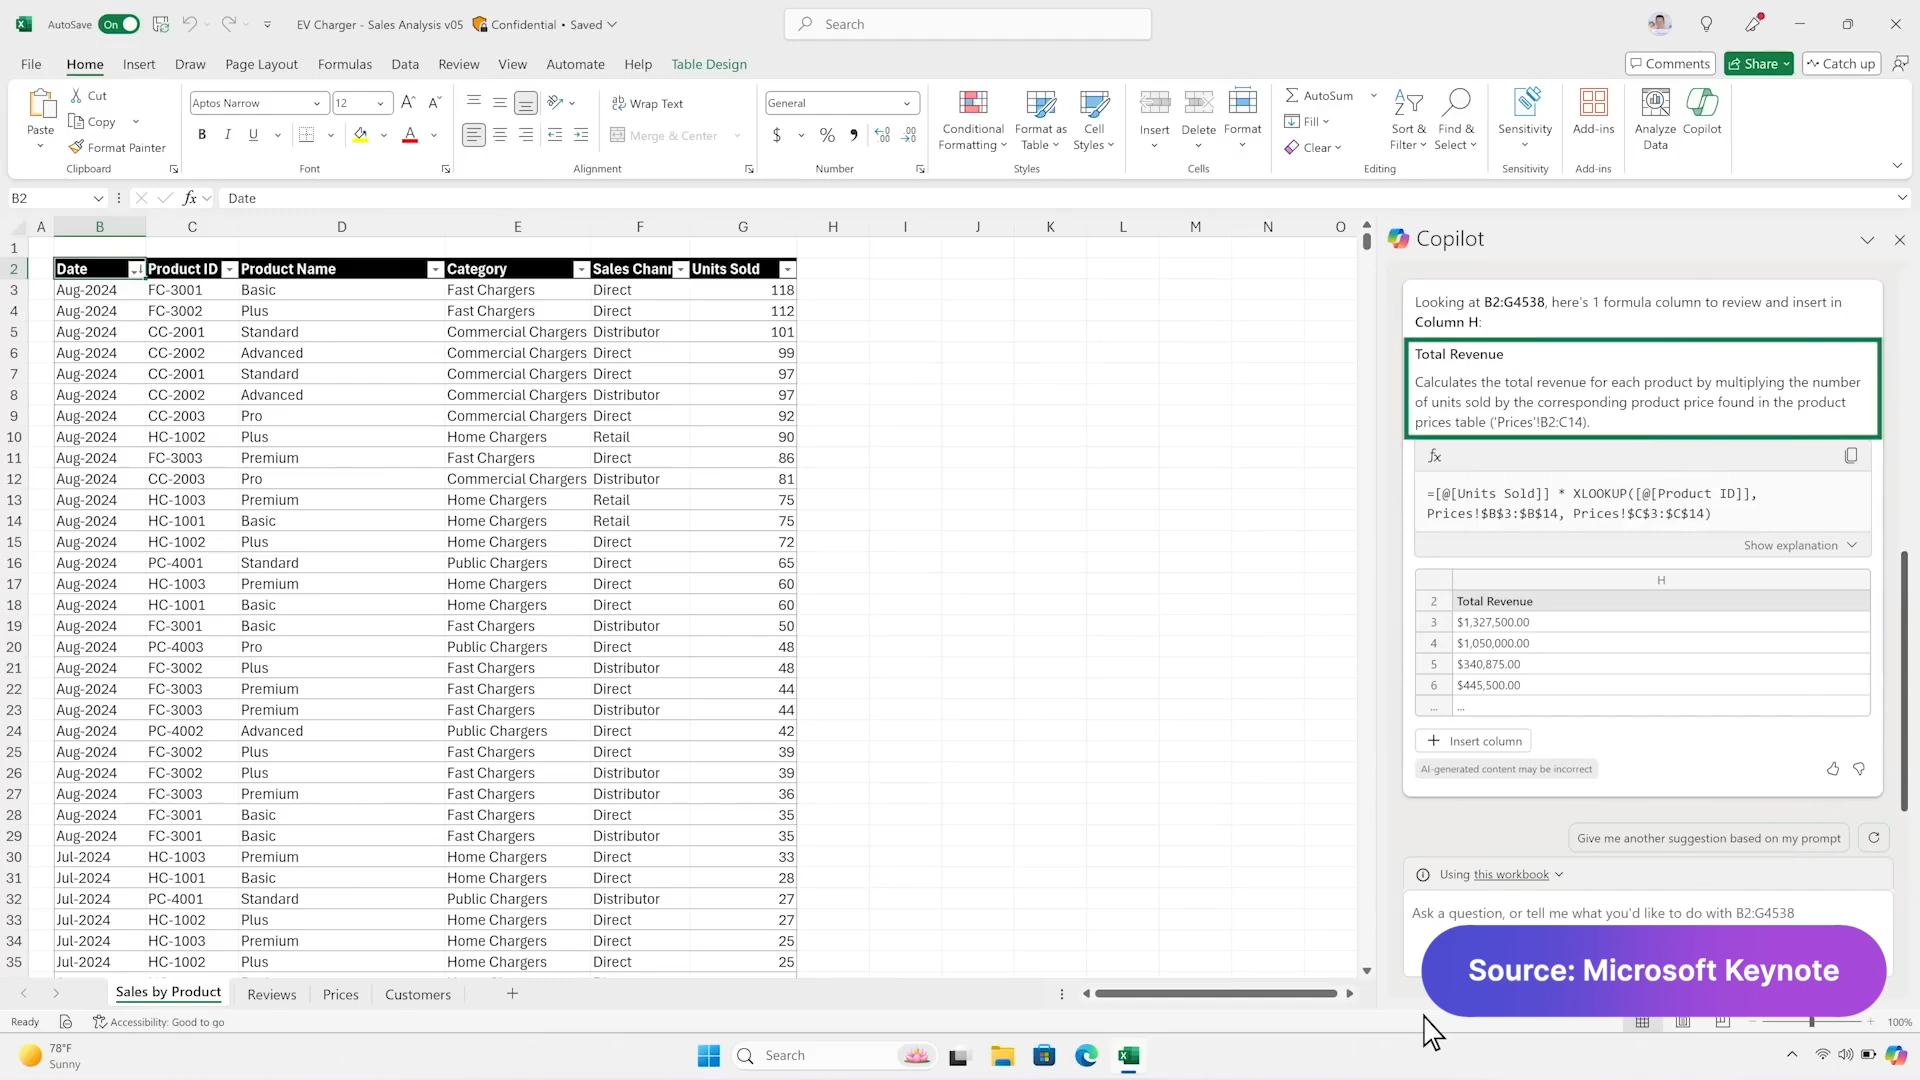 AutoSave On EV Charger - Sales Analysis v05 Confidential • Saved Search
File Home Insert Draw Page Layout Formulas Data Review View Automate Help Table Design Comments Share Catch up
Paste Cut Copy Format Painter Clipboard
Aptos Narrow 12 B I U Font
Wrap Text Merge & Center Alignment
General $ % Number
Conditional Formatting Format as Table Cell Styles Styles
Insert Delete Format Cells
AutoSum Fill Clear Sort & Filter Find & Select Editing
Sensitivity Sensitivity
Add-ins Add-ins
Analyze Data Copilot
B2 fx Date
A B C D E F G H I J K L M N O
1
2 Date Product ID Product Name Category Sales Chann Units Sold
3 Aug-2024 FC-3001 Basic Fast Chargers Direct 118
4 Aug-2024 FC-3002 Plus Fast Chargers Direct 112
5 Aug-2024 CC-2001 Standard Commercial Chargers Distributor 101
6 Aug-2024 CC-2002 Advanced Commercial Chargers Direct 99
7 Aug-2024 CC-2001 Standard Commercial Chargers Direct 97
8 Aug-2024 CC-2002 Advanced Commercial Chargers Distributor 97
9 Aug-2024 CC-2003 Pro Commercial Chargers Direct 92
10 Aug-2024 HC-1002 Plus Home Chargers Retail 90
11 Aug-2024 FC-3003 Premium Fast Chargers Direct 86
12 Aug-2024 CC-2003 Pro Commercial Chargers Distributor 81
13 Aug-2024 HC-1003 Premium Home Chargers Retail 75
14 Aug-2024 HC-1001 Basic Home Chargers Retail 75
15 Aug-2024 HC-1002 Plus Home Chargers Direct 72
16 Aug-2024 PC-4001 Standard Public Chargers Direct 65
17 Aug-2024 HC-1003 Premium Home Chargers Direct 60
18 Aug-2024 HC-1001 Basic Home Chargers Direct 60
19 Aug-2024 FC-3001 Basic Fast Chargers Distributor 50
20 Aug-2024 PC-4003 Pro Public Chargers Direct 48
21 Aug-2024 FC-3002 Plus Fast Chargers Distributor 48
22 Aug-2024 FC-3003 Premium Fast Chargers Direct 44
23 Aug-2024 FC-3003 Premium Fast Chargers Distributor 44
24 Aug-2024 PC-4002 Advanced Public Chargers Direct 42
25 Aug-2024 FC-3002 Plus Fast Chargers Direct 39
26 Aug-2024 FC-3002 Plus Fast Chargers Distributor 39
27 Aug-2024 FC-3003 Premium Fast Chargers Distributor 36
28 Aug-2024 FC-3001 Basic Fast Chargers Direct 35
29 Aug-2024 FC-3001 Basic Fast Chargers Distributor 35
30 Jul-2024 HC-1003 Premium Home Chargers Direct 33
31 Jul-2024 HC-1001 Basic Home Chargers Direct 28
32 Jul-2024 PC-4001 Standard Public Chargers Distributor 27
33 Jul-2024 HC-1002 Plus Home Chargers Direct 27
34 Jul-2024 HC-1003 Premium Home Chargers Direct 25
35 Jul-2024 HC-1002 Plus Home Chargers Direct 25
Copilot
Looking at B2:G4538, here's 1 formula column to review and insert in
Column H:
Total Revenue
Calculates the total revenue for each product by multiplying the number
of units sold by the corresponding product price found in the product
prices table ('Prices'!B2:C14).
fx
=[@[Units Sold]] * XLOOKUP([@[Product ID]],
Prices!$B$3:$B$14, Prices!$C$3:$C$14)
Show explanation
H
2 Total Revenue
3 $1,327,500.00
4 $1,050,000.00
5 $340,875.00
6 $445,500.00
... ...
+ Insert column
AI-generated content may be incorrect
Give me another suggestion based on my prompt
Using this workbook
Ask a question, or tell me what you'd like to do with B2:G4538
Source: Microsoft Keynote
Sales by Product Reviews Prices Customers +
Ready Accessibility: Good to go 100%
78°F
Sunny
Search